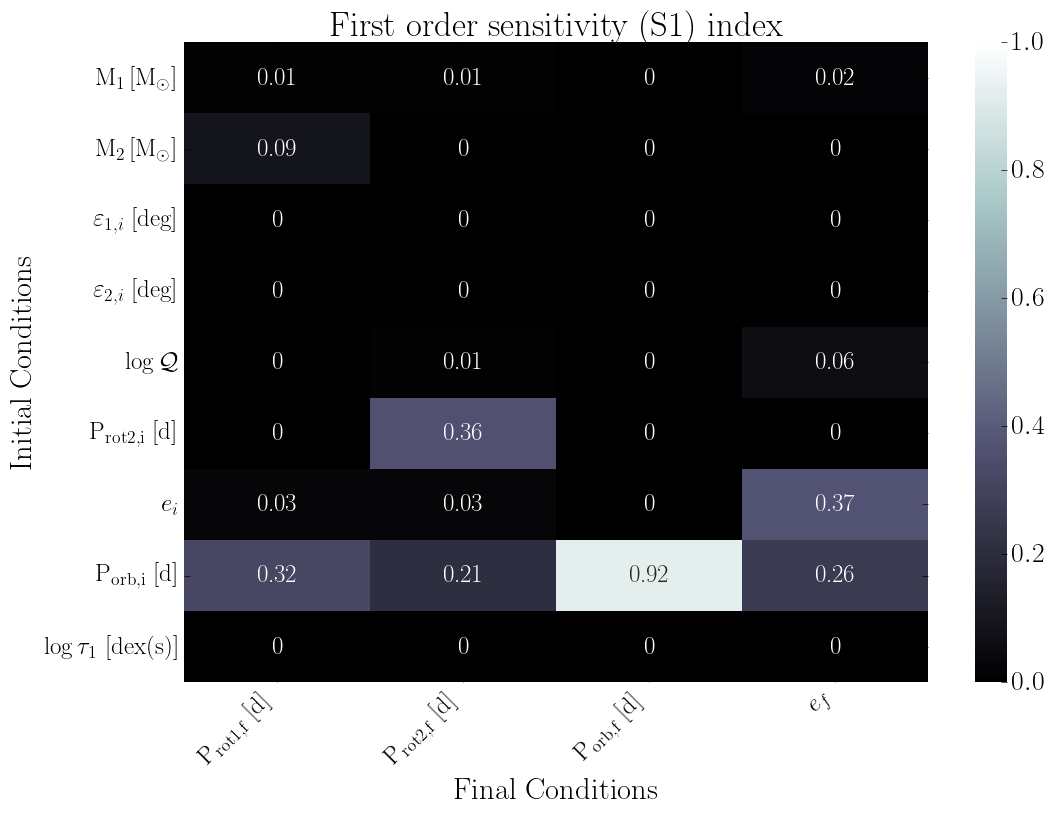 First order sensitivity (S1) index
Initial Conditions
M₁ [M⊙] 0.01 0.01 0 0.02
M₂ [M⊙] 0.09 0 0 0
ε₁,ᵢ [deg] 0 0 0 0
ε₂,ᵢ [deg] 0 0 0 0
log 𝒬 0 0.01 0 0.06
P_rot2,i [d] 0 0.36 0 0
e_i 0.03 0.03 0 0.37
P_orb,i [d] 0.32 0.21 0.92 0.26
log τ₁ [dex(s)] 0 0 0 0
P_rot1,f [d] P_rot2,f [d] P_orb,f [d] e_f
Final Conditions
1.0
0.8
0.6
0.4
0.2
0.0